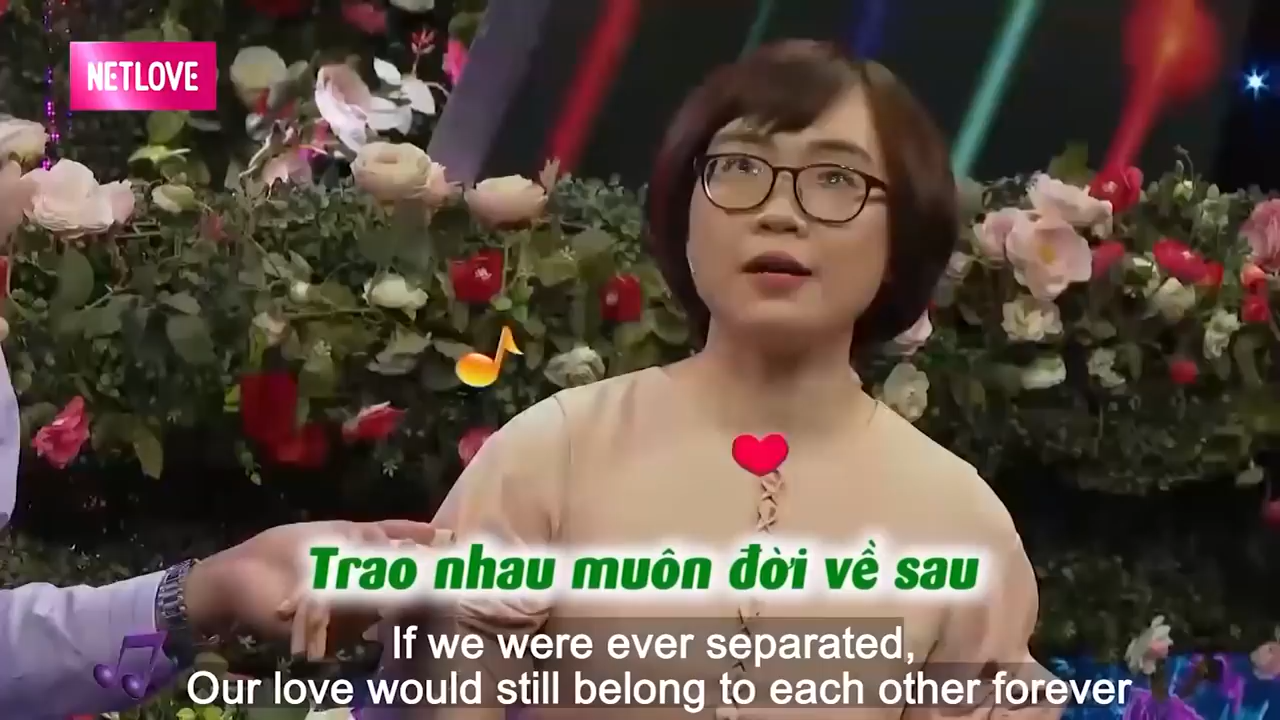 NETLOVE
Trao nhau muôn đời về sau
If we were ever separated,
Our love would still belong to each other forever